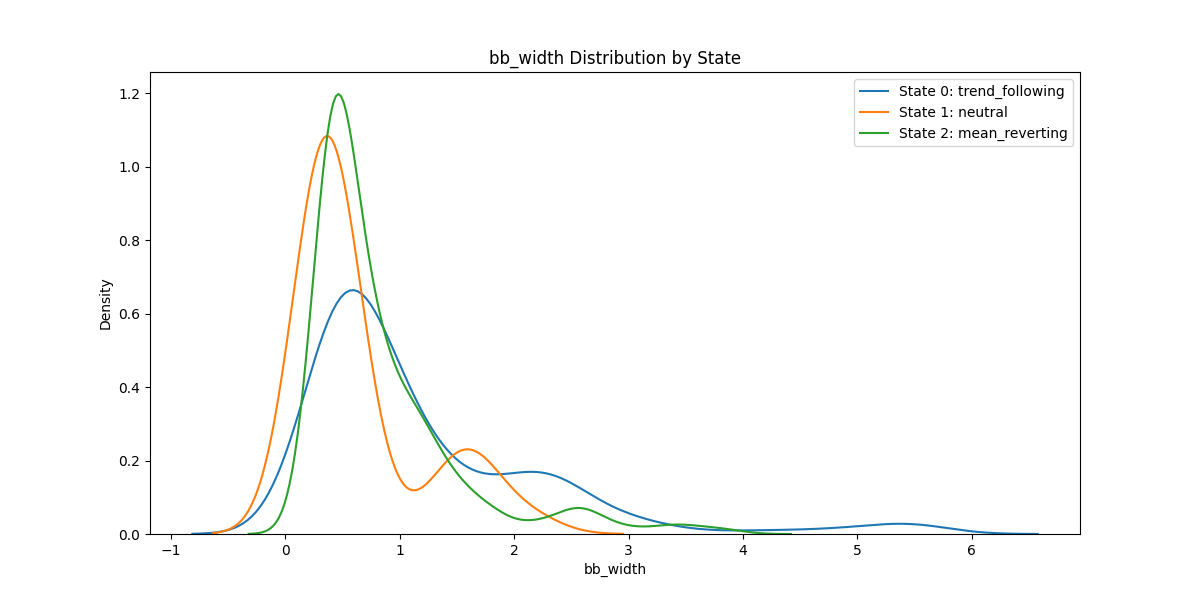 bb_width Distribution by State
State 0: trend_following
State 1: neutral
State 2: mean_reverting
Density
1.2
1.0
0.8
0.6
0.4
0.2
0.0
−1
0
1
2
3
4
5
6
bb_width